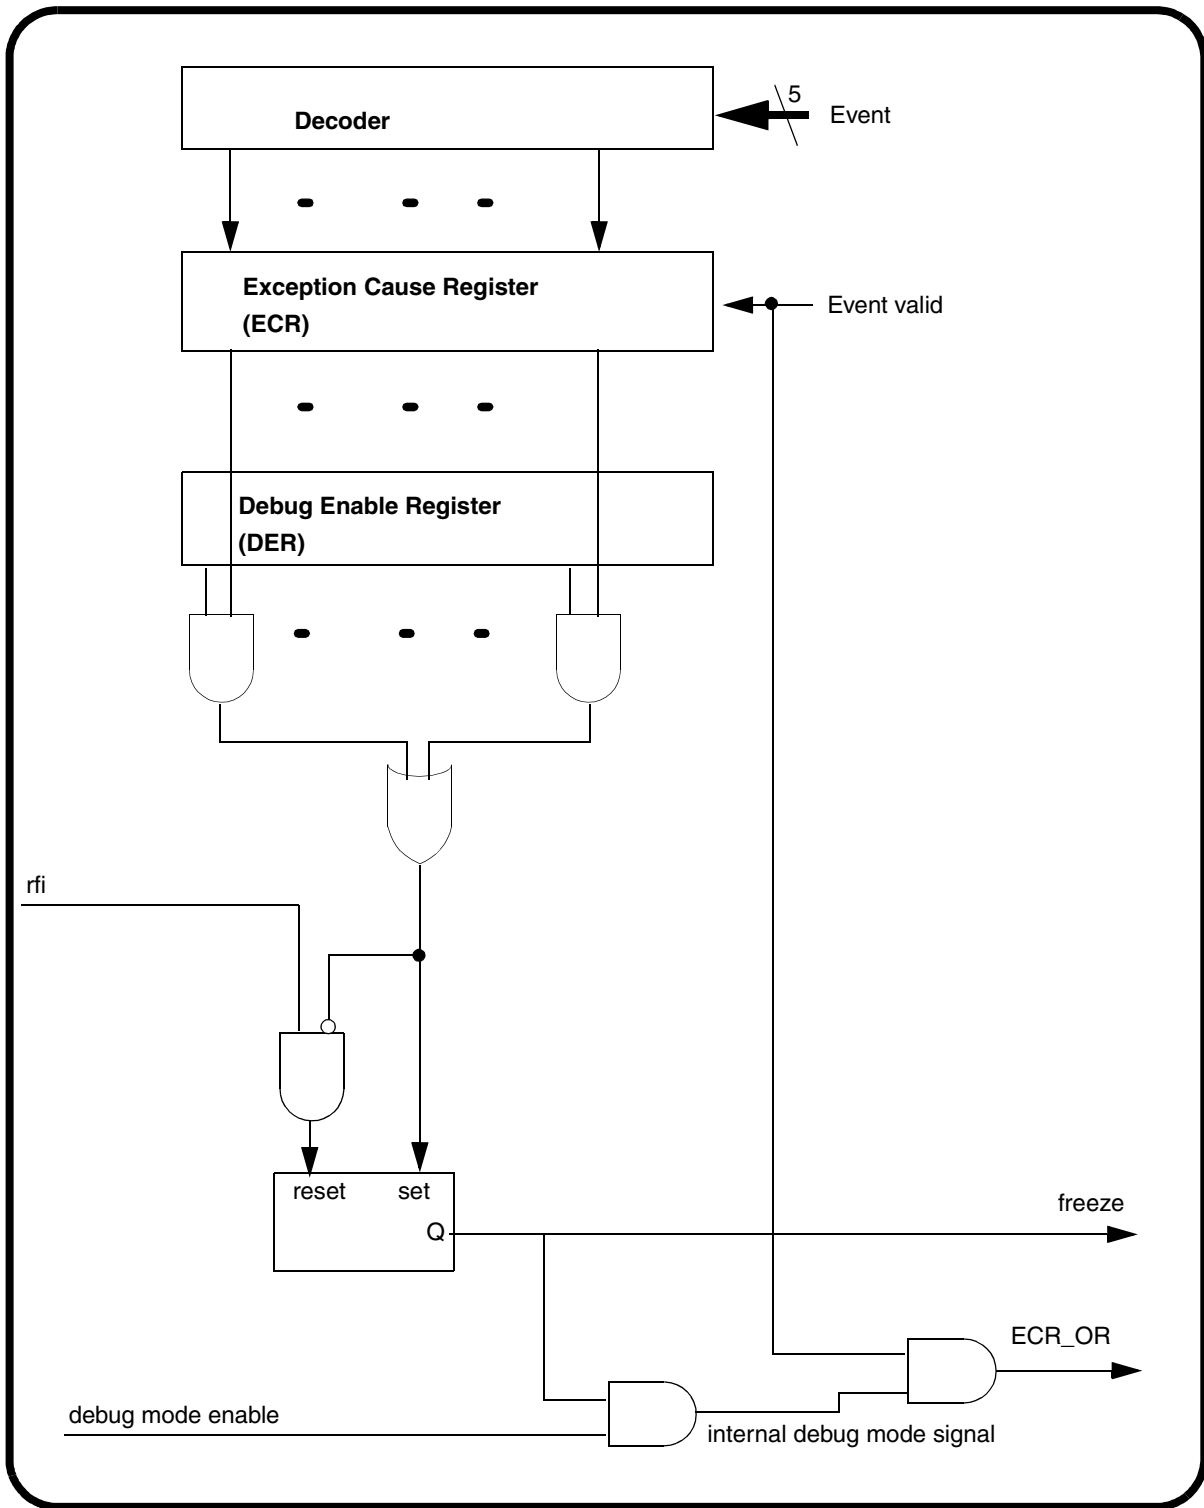 5
Decoder
Event
Exception Cause Register
(ECR)
Event valid
Debug Enable Register
(DER)
rfi
reset
set
Q
freeze
ECR_OR
debug mode enable
internal debug mode signal